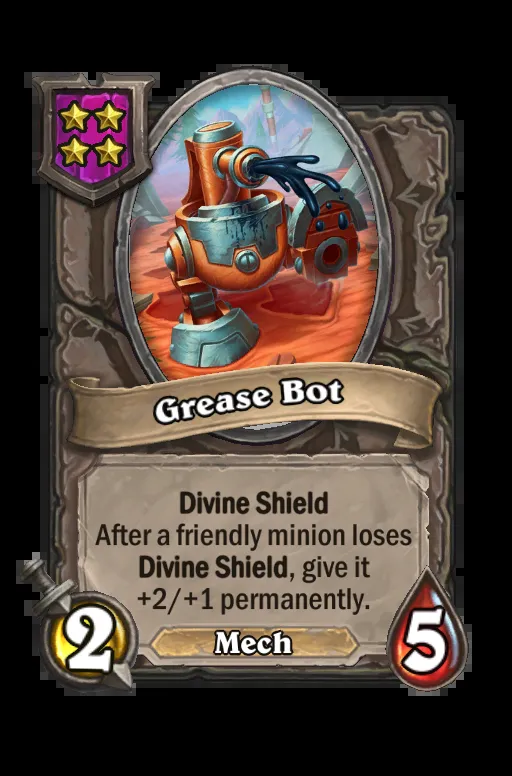 Grease Bot
Divine Shield
After a friendly minion loses
Divine Shield, give it
+2/+1 permanently.
2
Mech
5